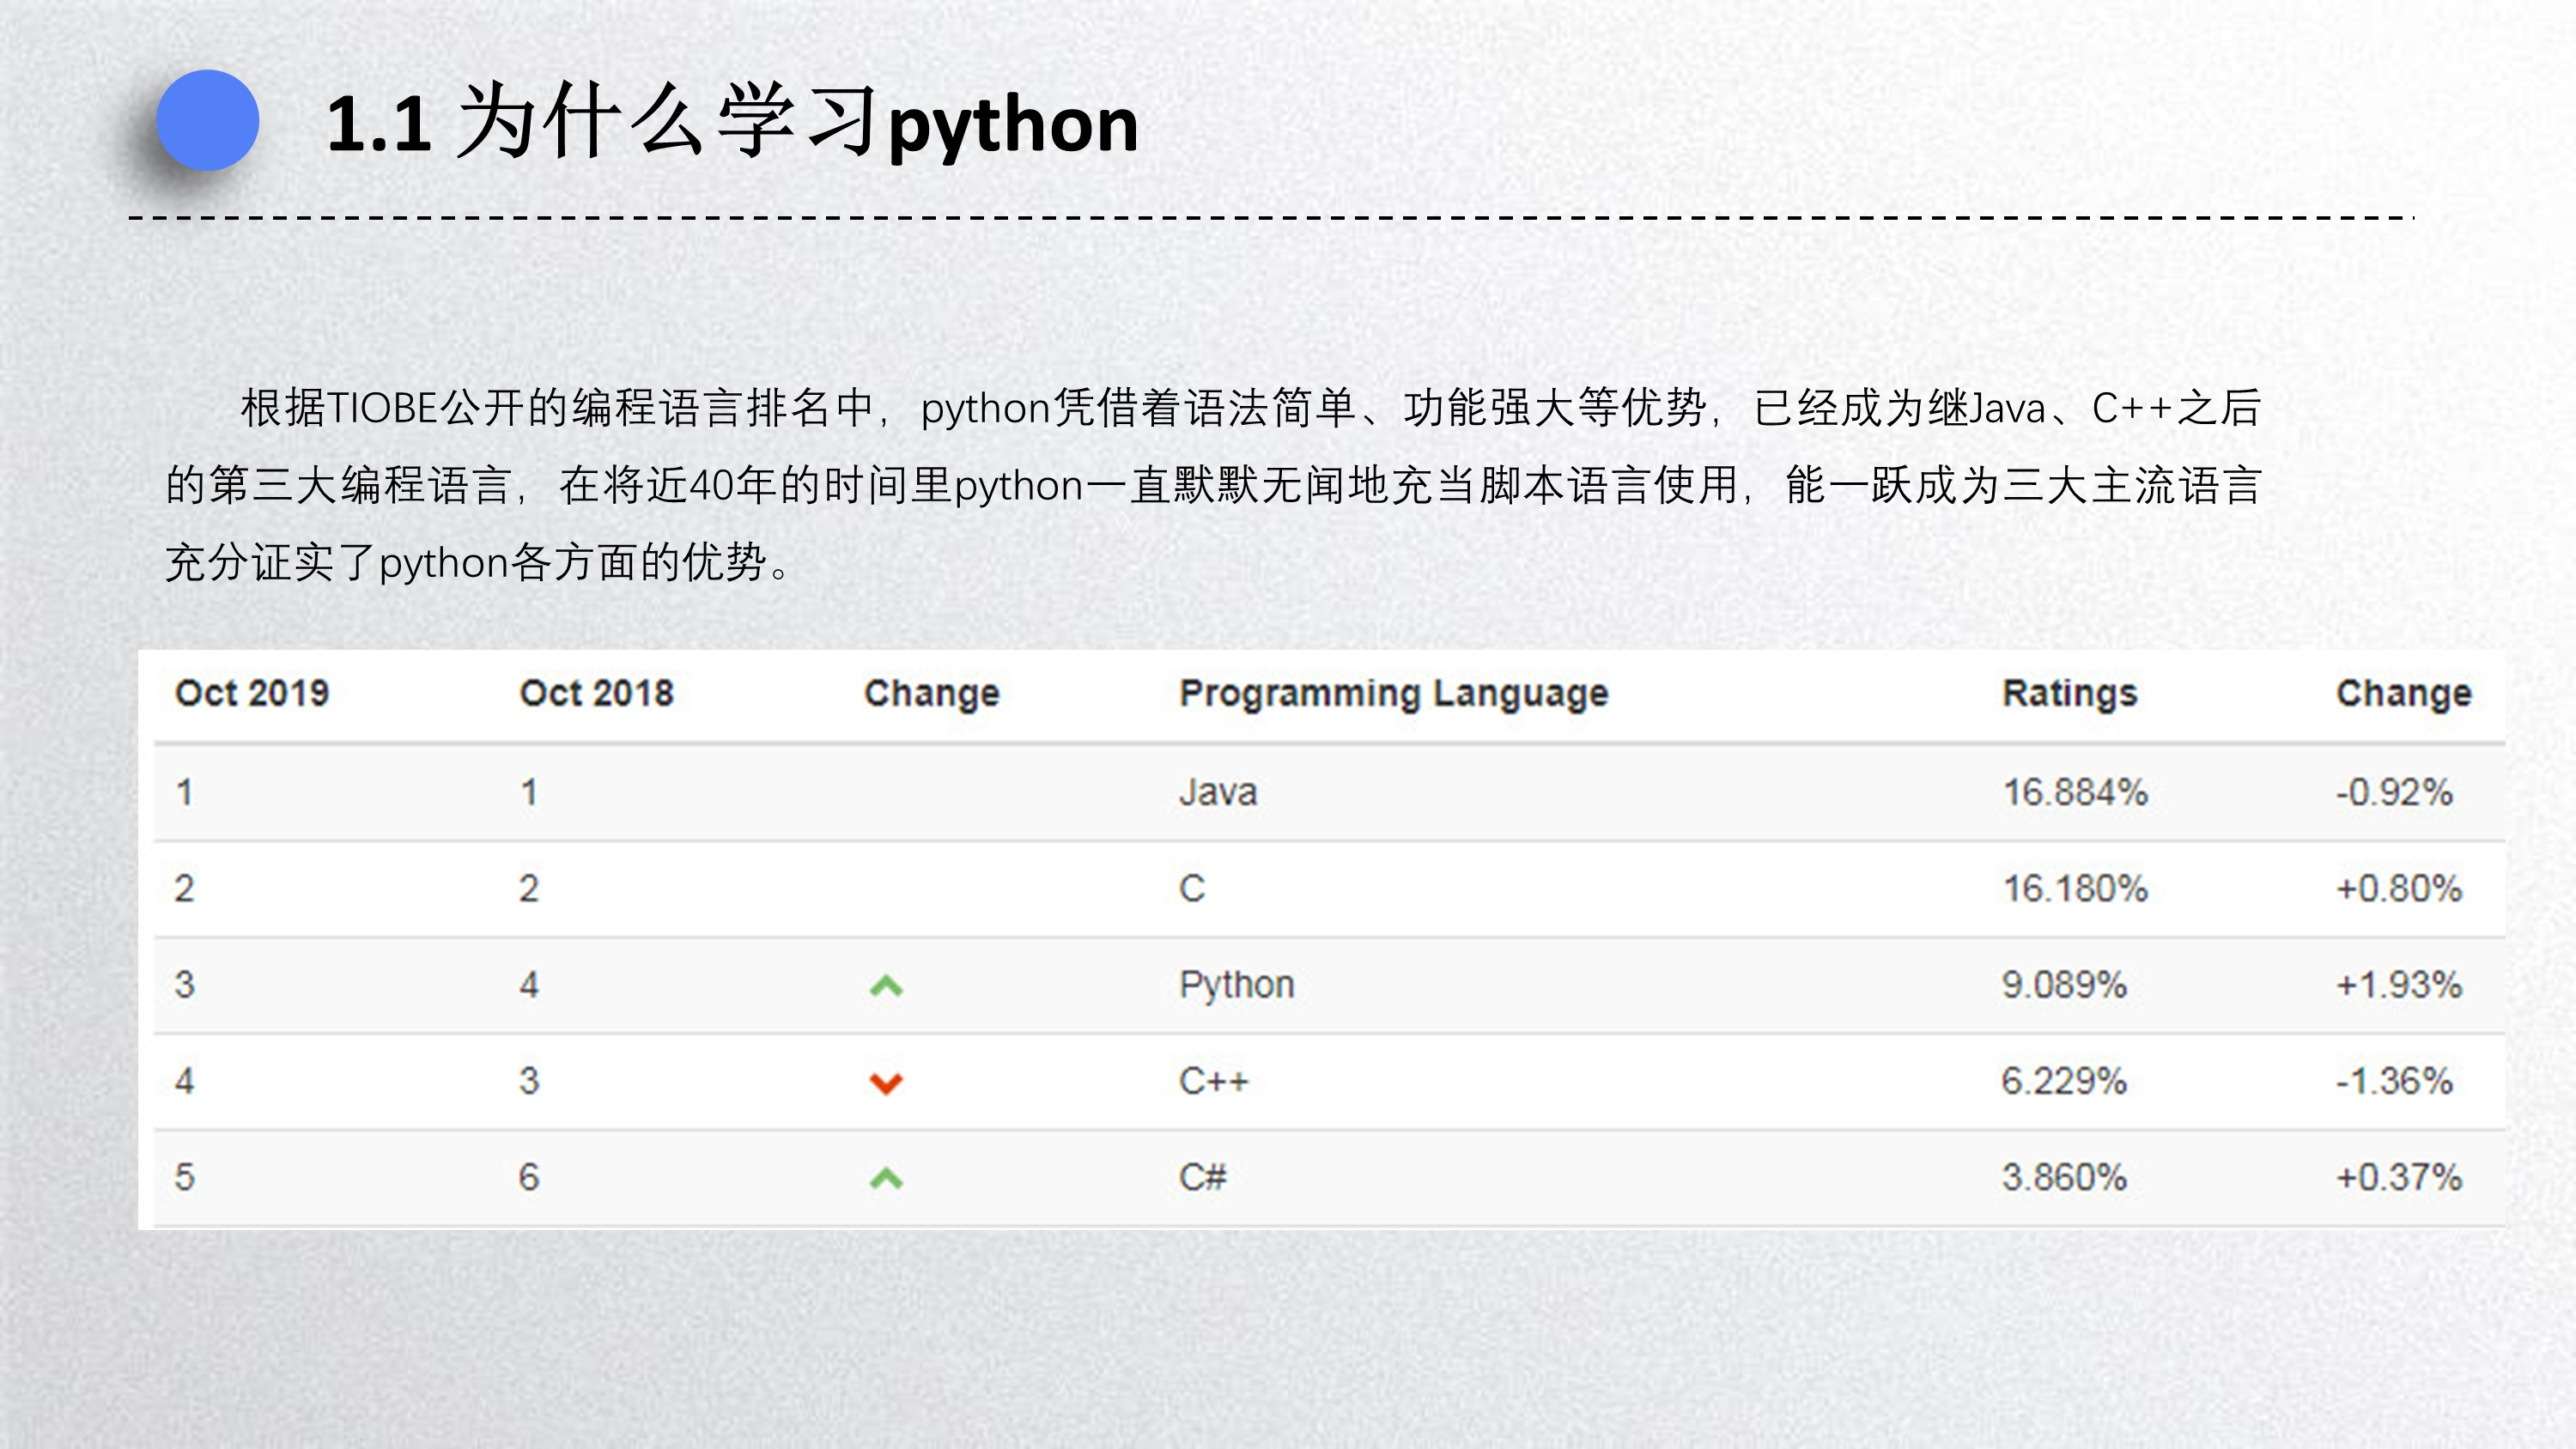 1.1 为什么学习python
根据TIOBE公开的编程语言排名中，python凭借着语法简单、功能强大等优势，已经成为继Java、C++之后
的第三大编程语言，在将近40年的时间里python一直默默无闻地充当脚本语言使用，能一跃成为三大主流语言
充分证实了python各方面的优势。
Oct 2019 Oct 2018 Change Programming Language Ratings Change
1 1 Java 16.884% -0.92%
2 2 C 16.180% +0.80%
3 4 Python 9.089% +1.93%
4 3 C++ 6.229% -1.36%
5 6 C# 3.860% +0.37%